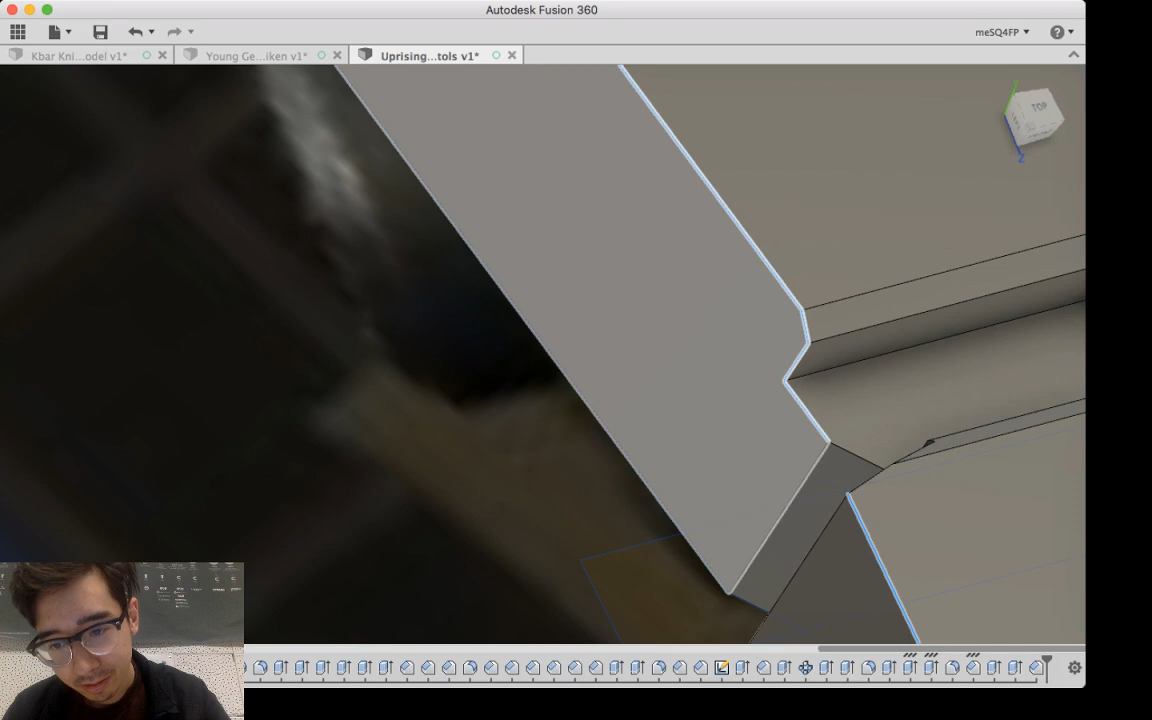 Autodesk Fusion 360
meSQ4FP
Kbar Kni...odel v1*
Young Ge...iken v1*
Uprising...tols v1*
TOP
Z